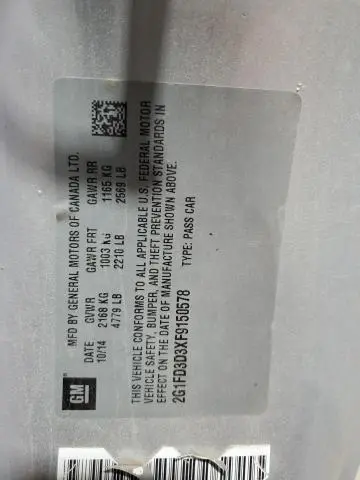 GM
MFD BY GENERAL MOTORS OF CANADA LTD.
DATE GVWR GAWR FRT GAWR RR
10/14 2168 KG 1003 KG 1165 KG
4779 LB 2210 LB 2569 LB
THIS VEHICLE CONFORMS TO ALL APPLICABLE U.S. FEDERAL MOTOR
VEHICLE SAFETY, BUMPER, AND THEFT PREVENTION STANDARDS IN
EFFECT ON THE DATE OF MANUFACTURE SHOWN ABOVE.
2G1FD3D3XF9150578 TYPE: PASS CAR